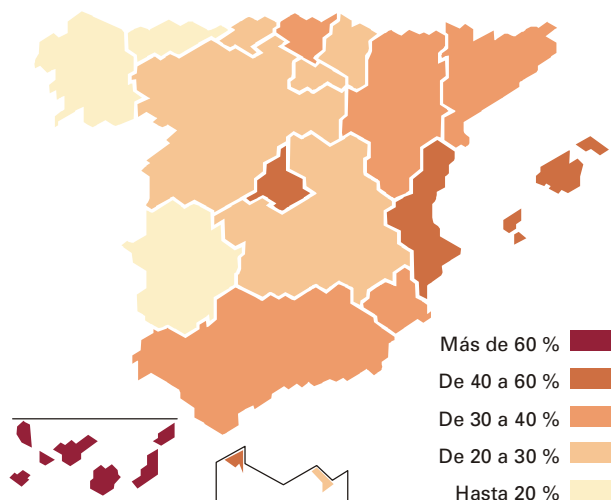 Más de 60 %
De 40 a 60 %
De 30 a 40 %
De 20 a 30 %
Hasta 20 %